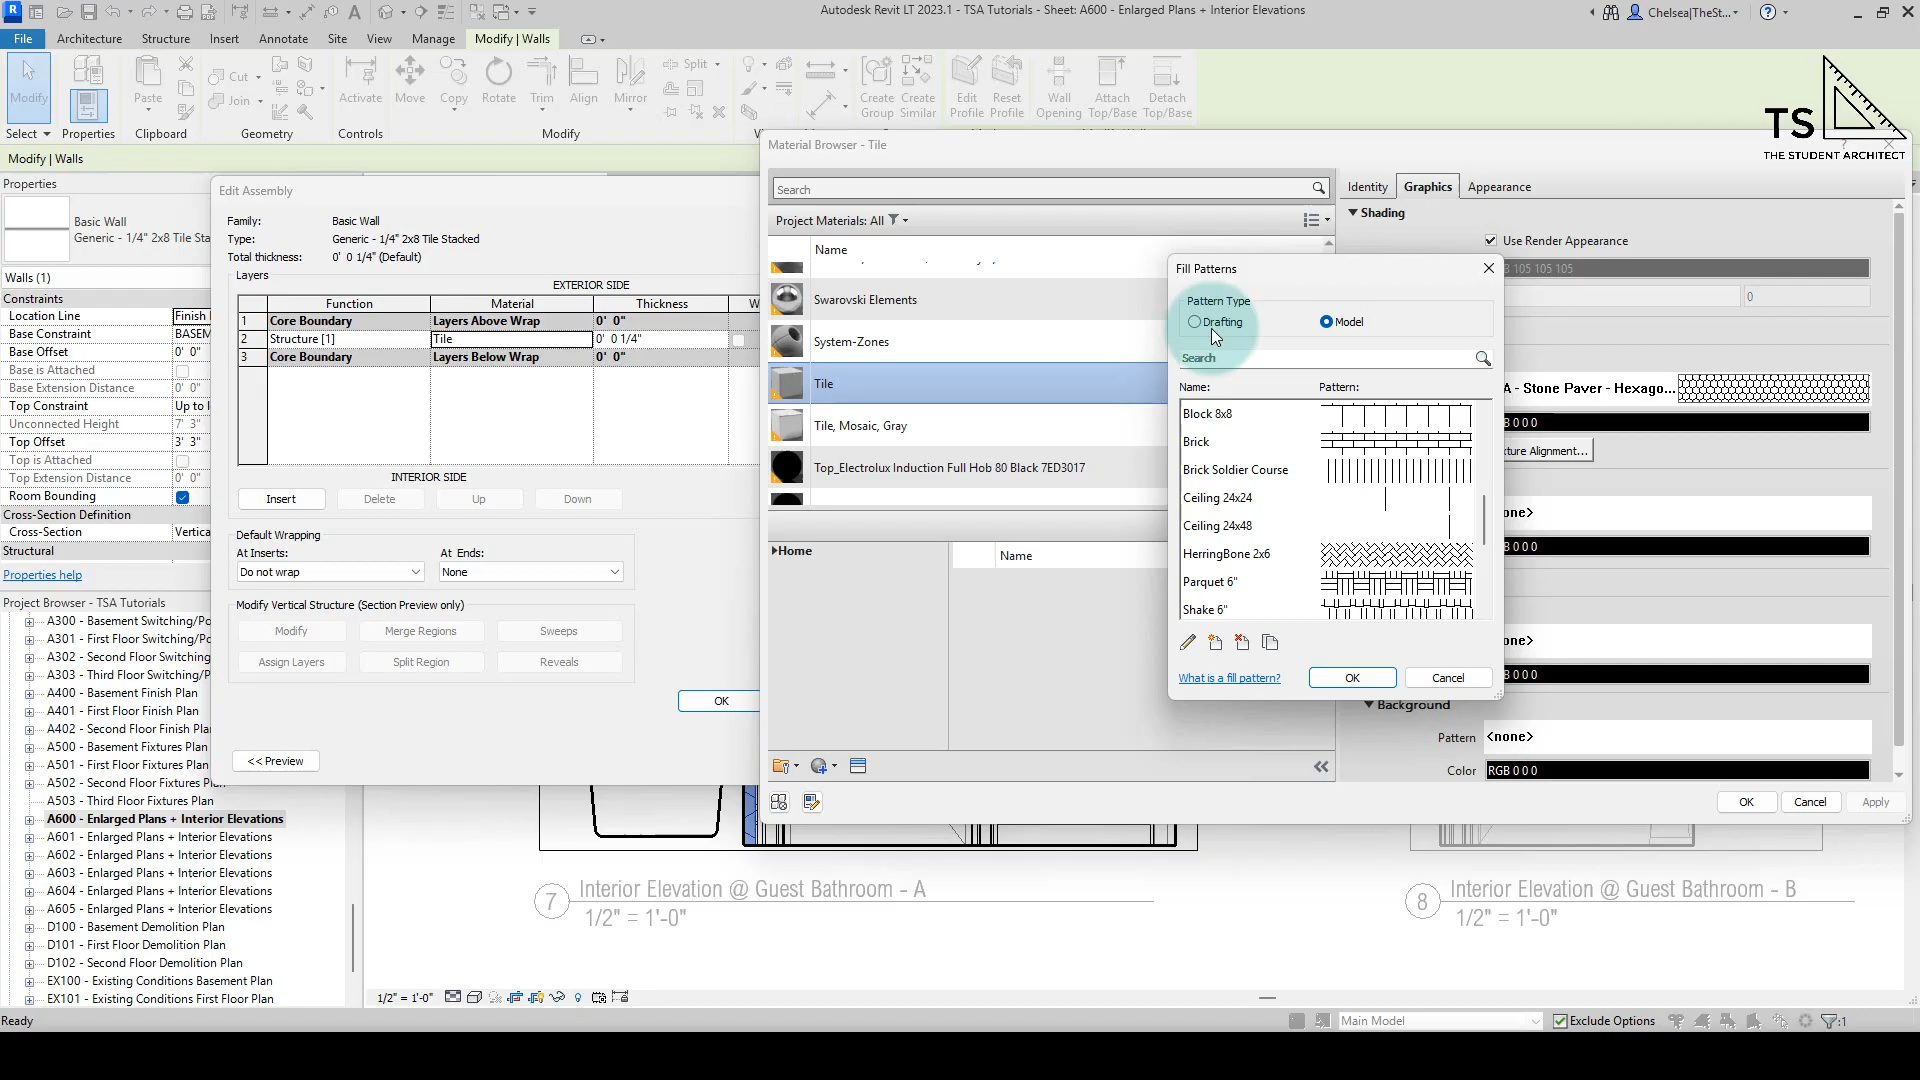 Autodesk Revit LT 2023.1 - TSA Tutorials - Sheet: A600 - Enlarged Plans + Interior Elevations
Chelsea|TheSt...
File Architecture Structure Insert Annotate Site View Manage Modify | Walls
Modify Paste Cut Join Activate Move Copy Rotate Trim Align Mirror Split Create Group Create Similar Edit Profile Reset Profile Wall Opening Attach Top/Base Detach Top/Base
Select Properties Clipboard Geometry Controls Modify
TS
THE STUDENT ARCHITECT
Modify | Walls
Properties
Basic Wall
Generic - 1/4" 2x8 Tile Sta
Walls (1)
Constraints
Location Line Finish
Base Constraint BASEM
Base Offset 0' 0"
Base is Attached
Base Extension Distance 0' 0"
Top Constraint Up to l
Unconnected Height 7' 3"
Top Offset 3' 3"
Top is Attached
Top Extension Distance 0' 0"
Room Bounding
Cross-Section Definition
Cross-Section Vertica
Structural
Properties help
Project Browser - TSA Tutorials
A300 - Basement Switching/Po
A301 - First Floor Switching/P
A302 - Second Floor Switching
A303 - Third Floor Switching/P
A400 - Basement Finish Plan
A401 - First Floor Finish Plan
A402 - Second Floor Finish Pla
A500 - Basement Fixtures Plan
A501 - First Floor Fixtures Plan
A502 - Second Floor Fixtures Plan
A503 - Third Floor Fixtures Plan
A600 - Enlarged Plans + Interior Elevations
A601 - Enlarged Plans + Interior Elevations
A602 - Enlarged Plans + Interior Elevations
A603 - Enlarged Plans + Interior Elevations
A604 - Enlarged Plans + Interior Elevations
A605 - Enlarged Plans + Interior Elevations
D100 - Basement Demolition Plan
D101 - First Floor Demolition Plan
D102 - Second Floor Demolition Plan
EX100 - Existing Conditions Basement Plan
EX101 - Existing Conditions First Floor Plan
Edit Assembly
Family: Basic Wall
Type: Generic - 1/4" 2x8 Tile Stacked
Total thickness: 0' 0 1/4" (Default)
Layers
EXTERIOR SIDE
Function Material Thickness W
1 Core Boundary Layers Above Wrap 0' 0"
2 Structure [1] Tile 0' 0 1/4"
3 Core Boundary Layers Below Wrap 0' 0"
INTERIOR SIDE
Insert Delete Up Down
Default Wrapping
At Inserts: At Ends:
Do not wrap None
Modify Vertical Structure (Section Preview only)
Modify Merge Regions Sweeps
Assign Layers Split Region Reveals
OK
<< Preview
Material Browser - Tile
Search
Project Materials: All
Name
Swarovski Elements
System-Zones
Tile
Tile, Mosaic, Gray
Top_Electrolux Induction Full Hob 80 Black 7ED3017
Home
Name
Identity Graphics Appearance
Shading
Use Render Appearance
B 105 105 105
0
A - Stone Paver - Hexago...
B 0 0 0
ture Alignment...
one>
B 0 0 0
one>
B 0 0 0
Background
Pattern <none>
Color RGB 0 0 0
OK Cancel Apply
Fill Patterns
Pattern Type
Drafting Model
Search
Name: Pattern:
Block 8x8
Brick
Brick Soldier Course
Ceiling 24x24
Ceiling 24x48
HerringBone 2x6
Parquet 6"
Shake 6"
What is a fill pattern? OK Cancel
7 Interior Elevation @ Guest Bathroom - A
1/2" = 1'-0"
8 Interior Elevation @ Guest Bathroom - B
1/2" = 1'-0"
1/2" = 1'-0"
Ready
Main Model
Exclude Options
:1